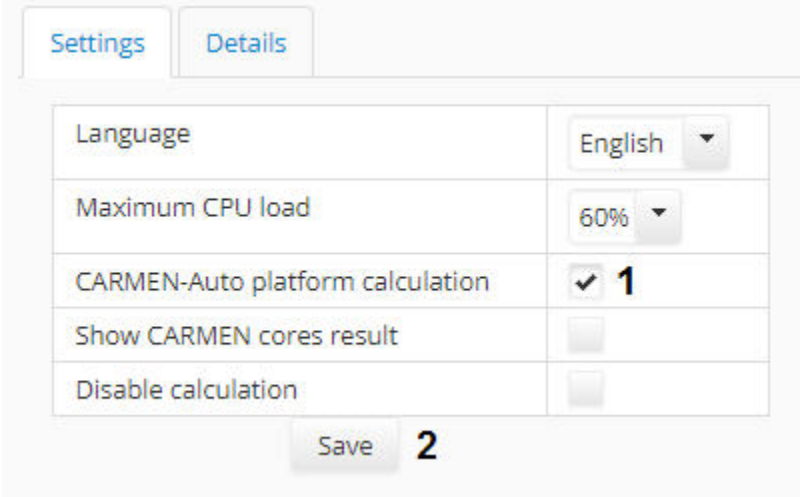 Settings Details
Language English
Maximum CPU load 60%
CARMEN-Auto platform calculation 1
Show CARMEN cores result
Disable calculation
Save 2